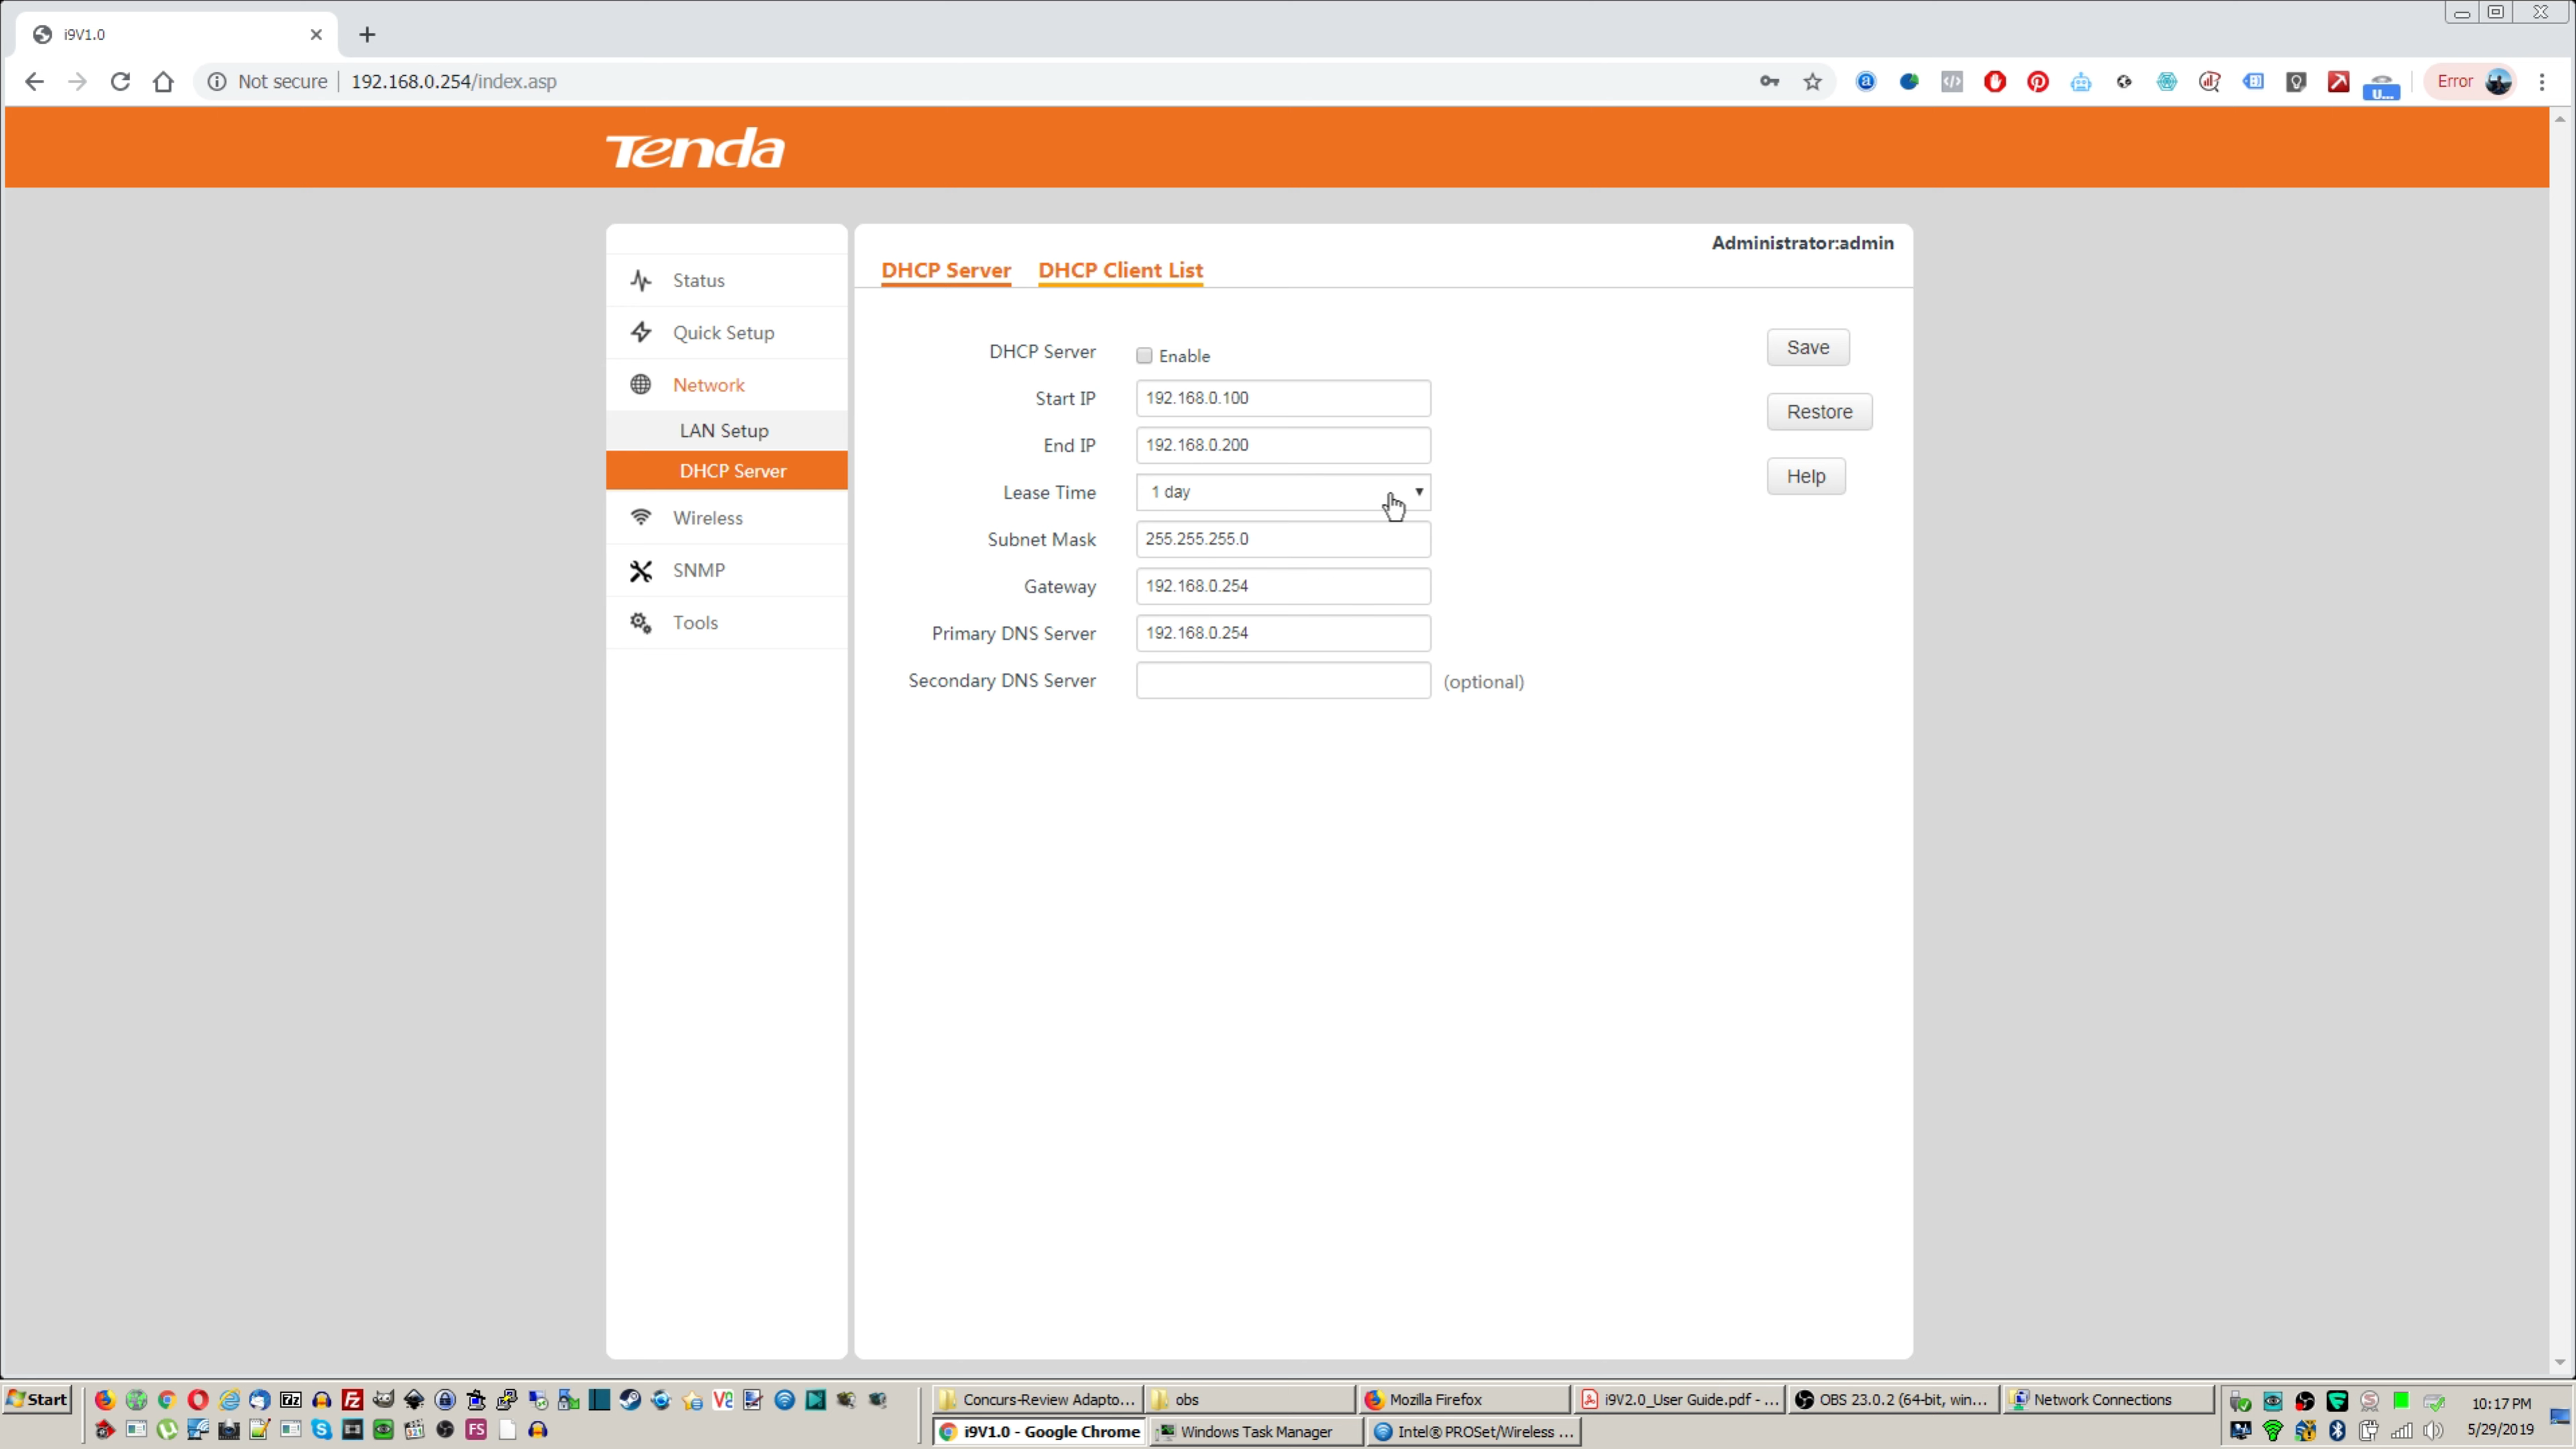 i9V1.0
Not secure | 192.168.0.254/index.asp
Error
Tenda
Administrator:admin
DHCP Server DHCP Client List
Status
Quick Setup
Network
LAN Setup
DHCP Server
Wireless
SNMP
Tools
DHCP Server Enable
Start IP 192.168.0.100
End IP 192.168.0.200
Lease Time 1 day
Subnet Mask 255.255.255.0
Gateway 192.168.0.254
Primary DNS Server 192.168.0.254
Secondary DNS Server (optional)
Save
Restore
Help
Start
Concurs-Review Adapto... obs Mozilla Firefox i9V2.0_User Guide.pdf - ... OBS 23.0.2 (64-bit, win... Network Connections
i9V1.0 - Google Chrome Windows Task Manager Intel® PROSet/Wireless ...
10:17 PM
5/29/2019